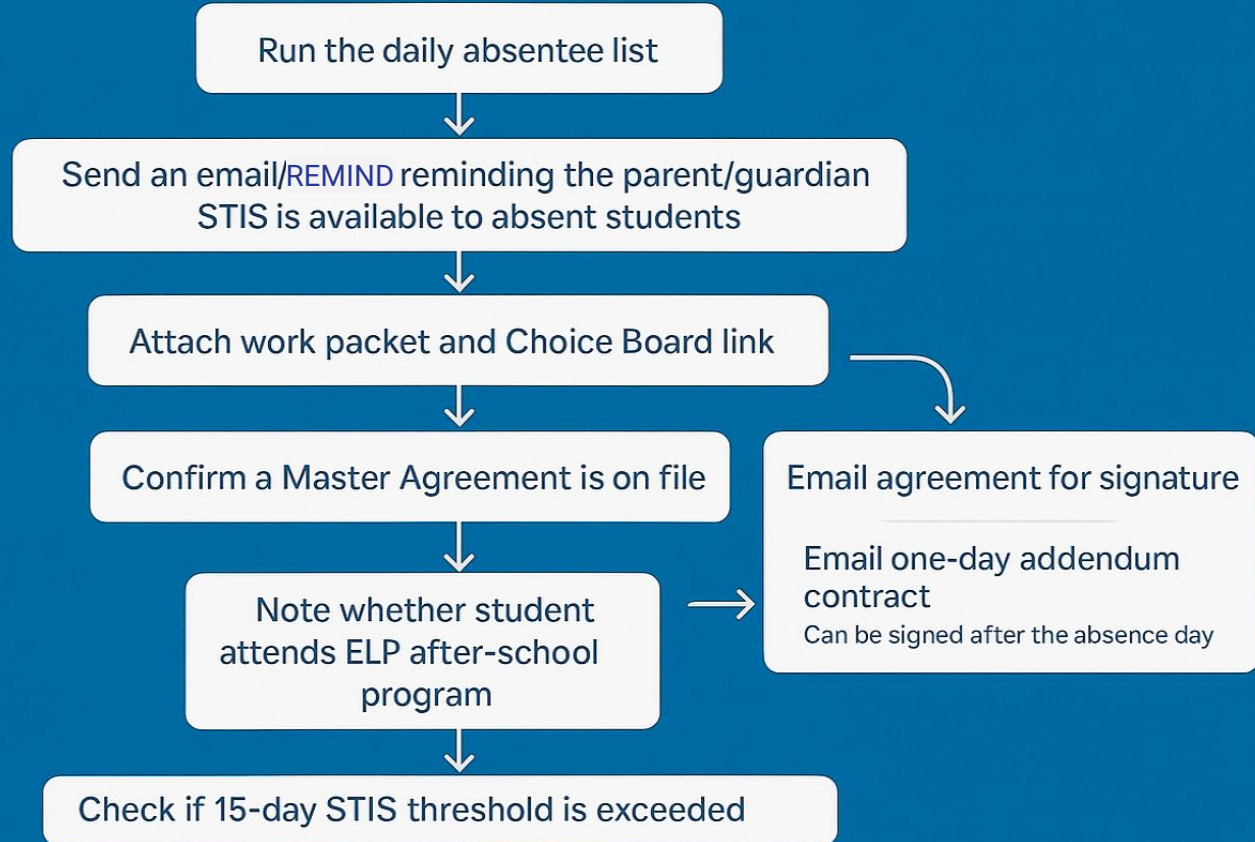 Run the daily absentee list
Send an email/REMIND reminding the parent/guardian
STIS is available to absent students
Attach work packet and Choice Board link
Confirm a Master Agreement is on file
Email agreement for signature
Email one-day addendum
contract
Can be signed after the absence day
Note whether student
attends ELP after-school
program
Check if 15-day STIS threshold is exceeded